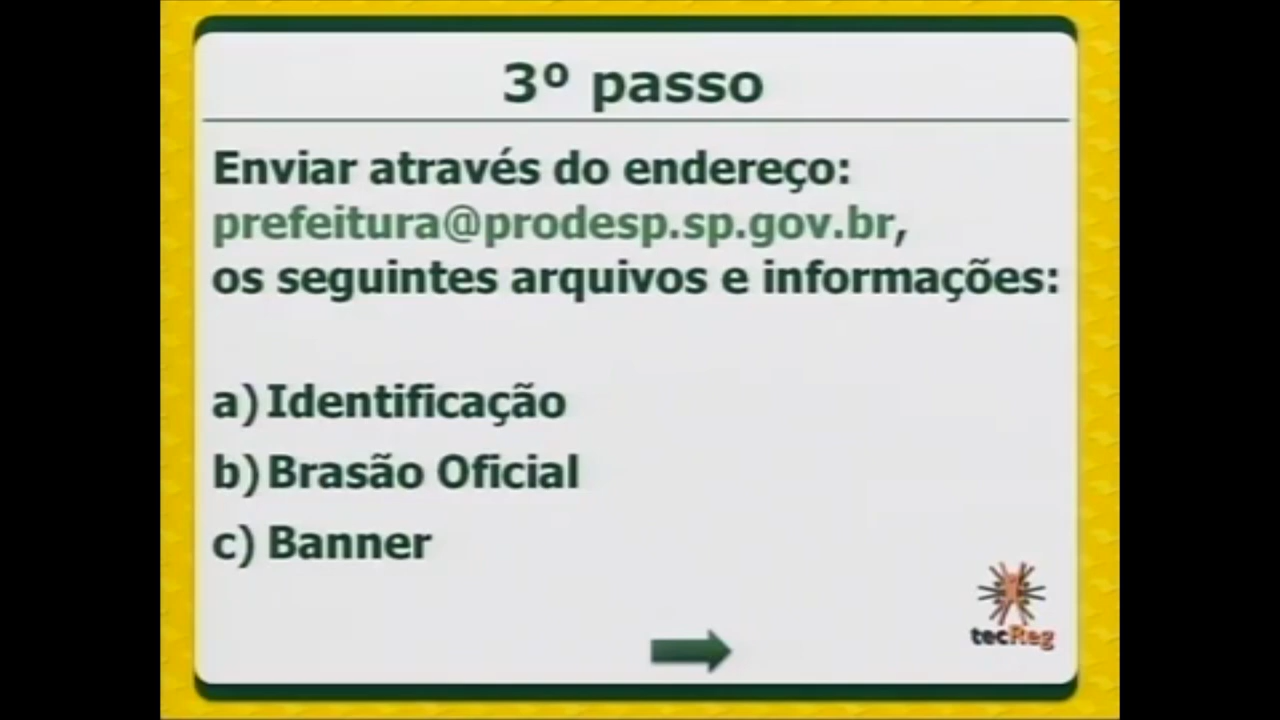 3º passo
Enviar através do endereço:
prefeitura@prodesp.sp.gov.br,
os seguintes arquivos e informações:
a) Identificação
b) Brasão Oficial
c) Banner
tecReg